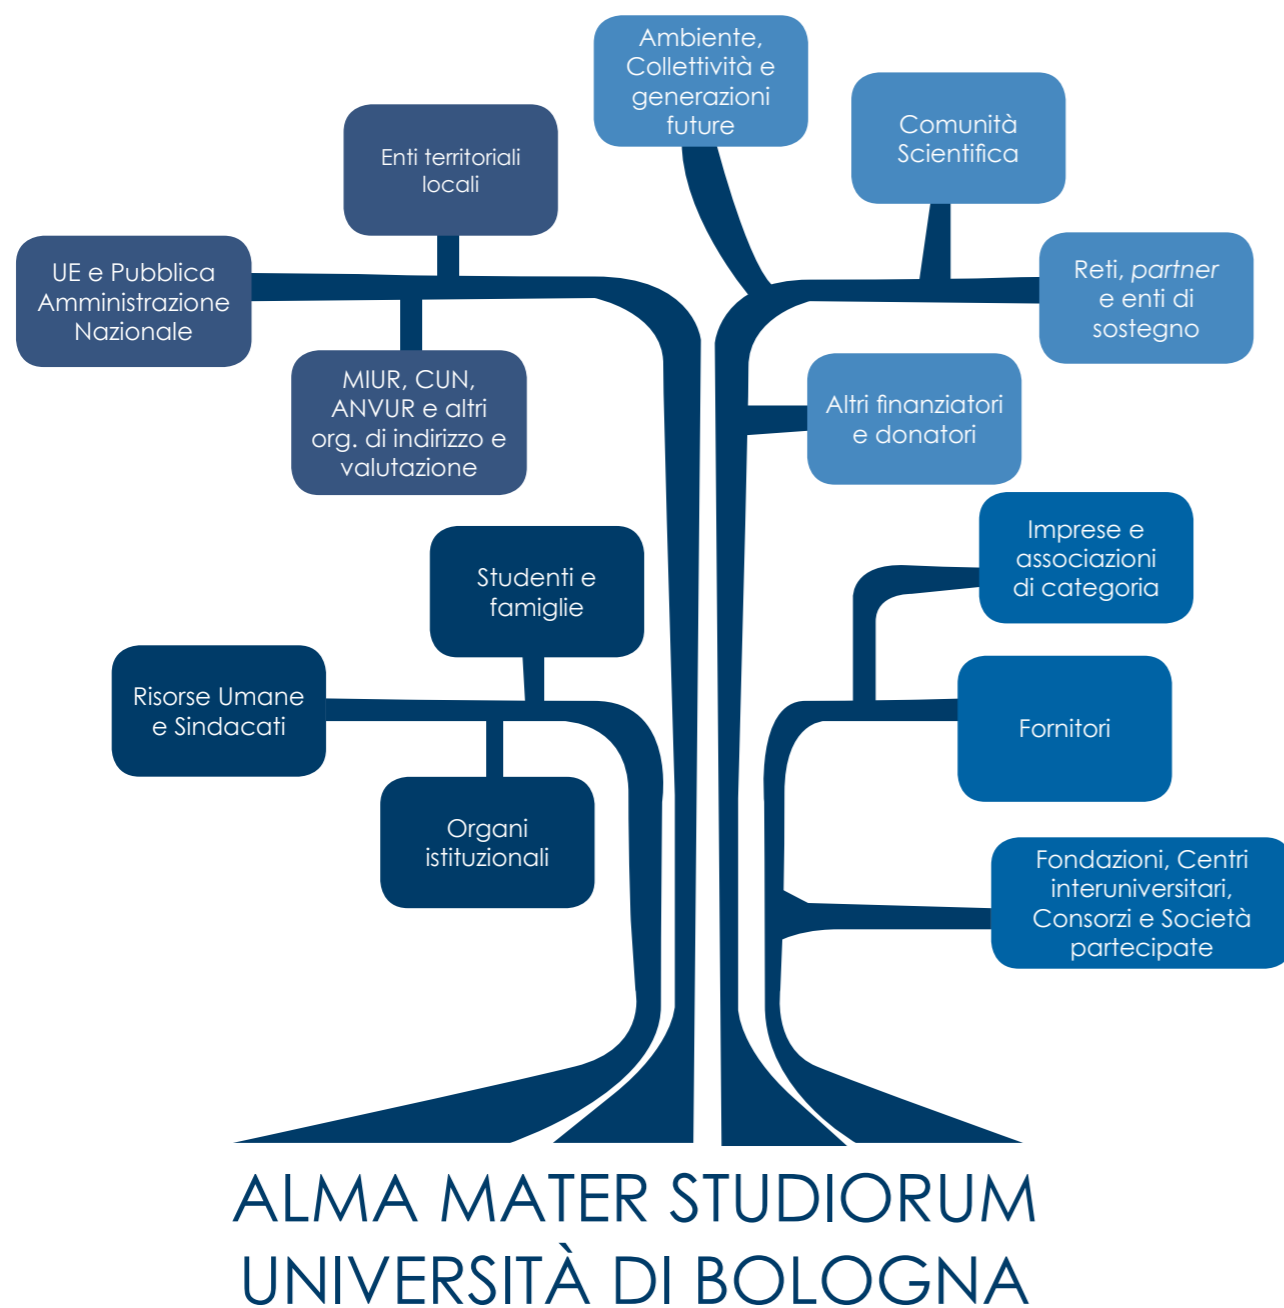 Ambiente,
Collettività e
generazioni
future
Comunità
Scientifica
Enti territoriali
locali
UE e Pubblica
Amministrazione
Nazionale
Reti, partner
e enti di
sostegno
MIUR, CUN,
ANVUR e altri
org. di indirizzo e
valutazione
Altri finanziatori
e donatori
Imprese e
associazioni
di categoria
Studenti e
famiglie
Risorse Umane
e Sindacati
Fornitori
Organi
istituzionali
Fondazioni, Centri
interuniversitari,
Consorzi e Società
partecipate
ALMA MATER STUDIORUM
UNIVERSITÀ DI BOLOGNA